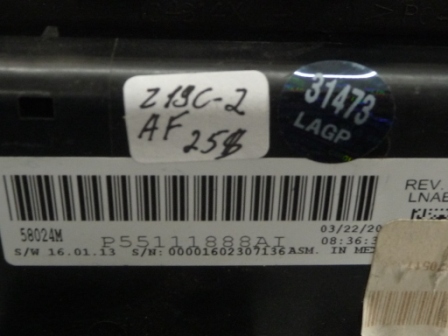 Z19C-2
AF
25$
31473
LAGP
REV.
LNAE
58024M
P55111888AI
03/22/20
08:36:3
S/W 16.01.13 S/N: 00001602307136 ASM. IN ME